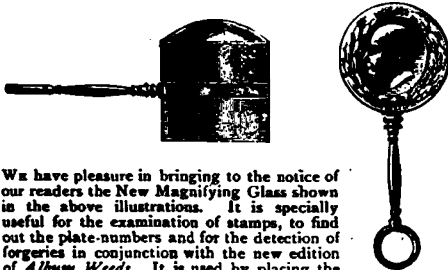 WE have pleasure in bringing to the notice of
our readers the New Magnifying Glass shown
in the above illustrations. It is specially
useful for the examination of stamps, to find
out the plate-numbers and for the detection of
forgeries in conjunction with the new edition
of Album Weeds. It is used by placing the